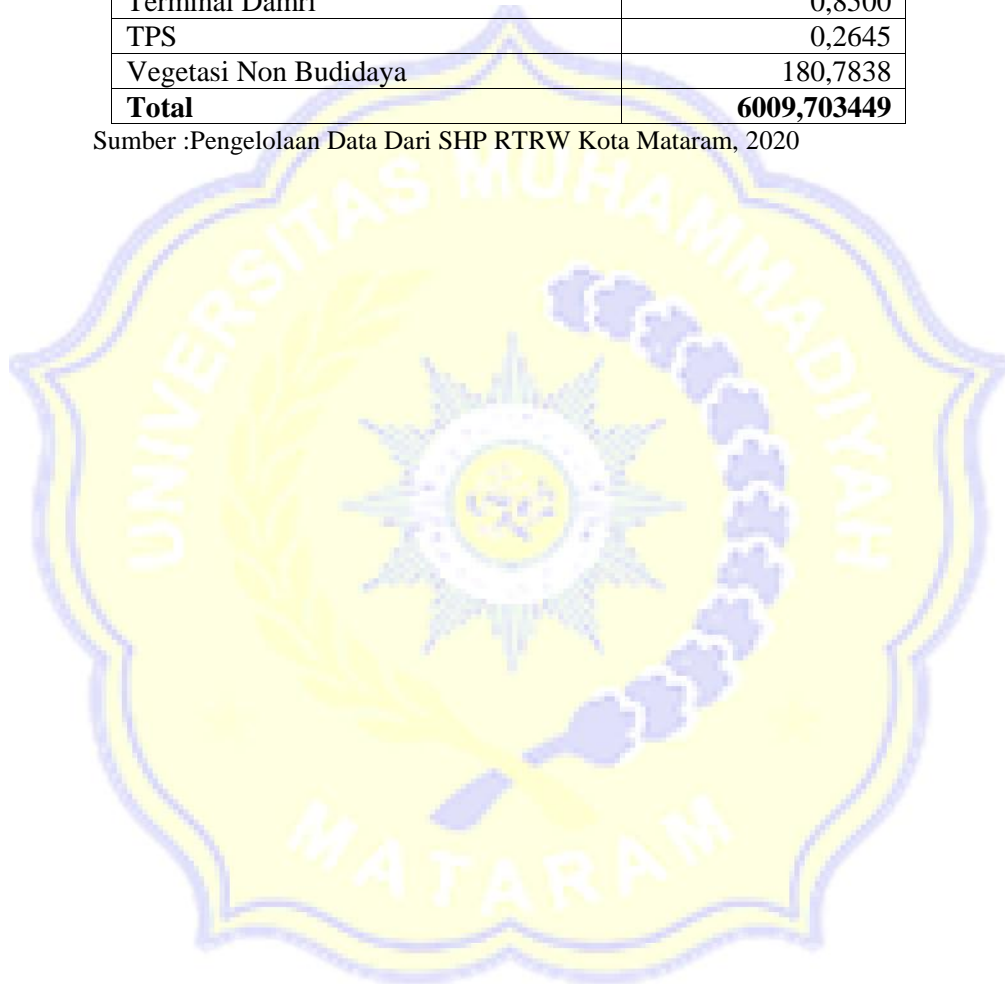 Terminal Damri 0,8500
TPS 0,2645
Vegetasi Non Budidaya 180,7838
Total 6009,703449
Sumber :Pengelolaan Data Dari SHP RTRW Kota Mataram, 2020
UNIVERSITAS MUHAMMADIYAH
MATARAM